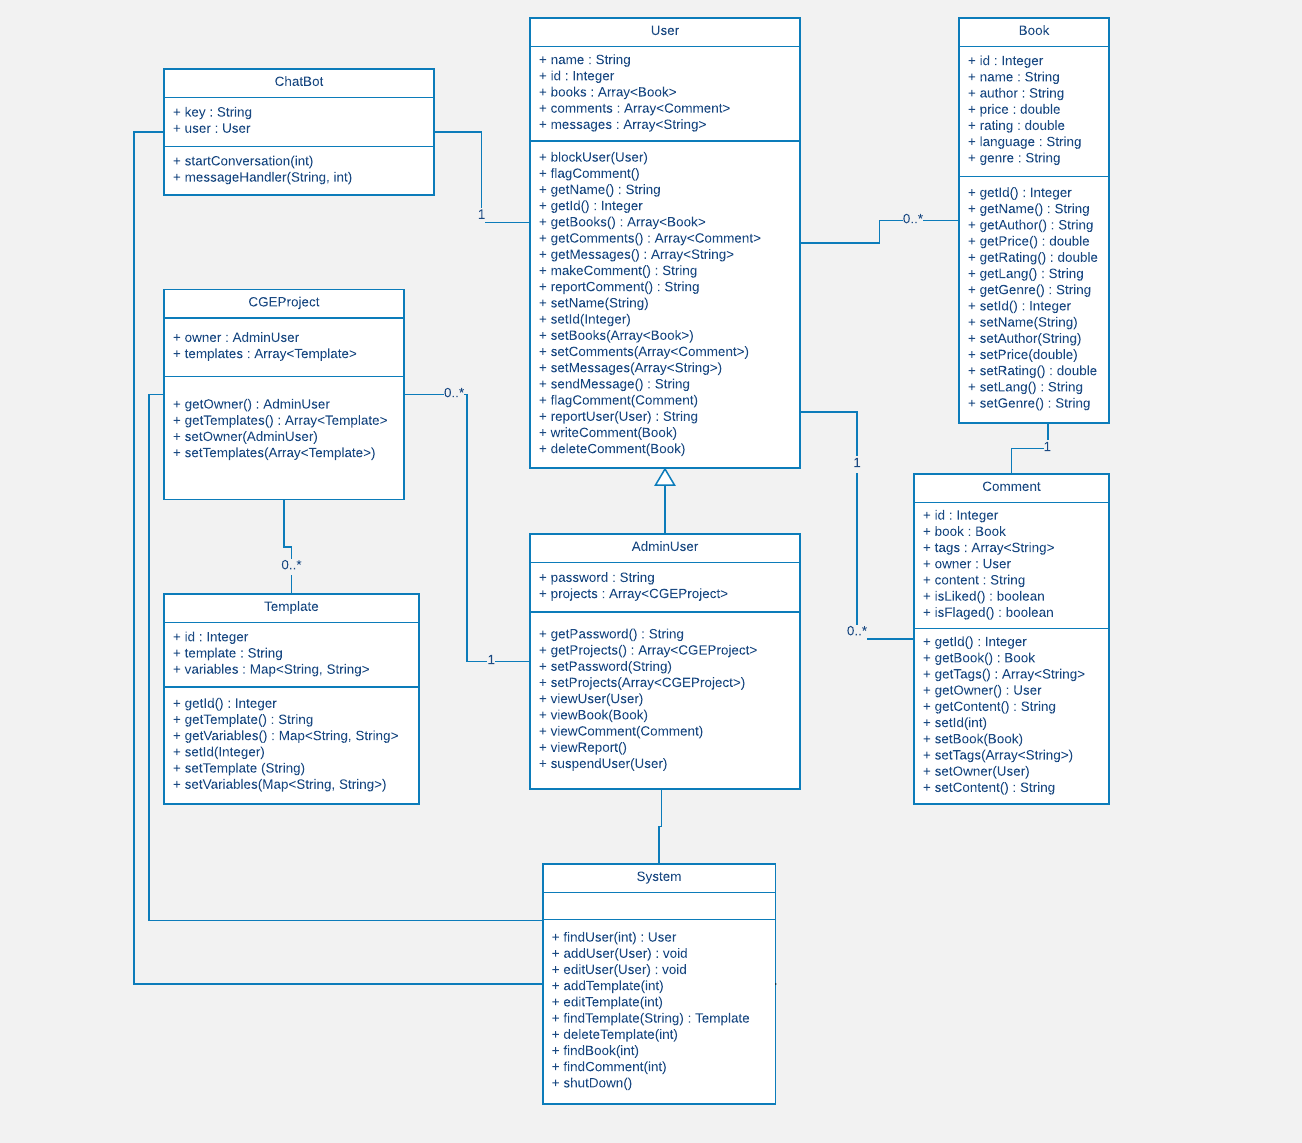 ChatBot
+ key : String
+ user : User
+ startConversation(int)
+ messageHandler(String, int)
User
+ name : String
+ id : Integer
+ books : Array<Book>
+ comments : Array<Comment>
+ messages : Array<String>
+ blockUser(User)
+ flagComment()
+ getName() : String
+ getId() : Integer
+ getBooks() : Array<Book>
+ getComments() : Array<Comment>
+ getMessages() : Array<String>
+ makeComment() : String
+ reportComment() : String
+ setName(String)
+ setId(Integer)
+ setBooks(Array<Book>)
+ setComments(Array<Comment>)
+ setMessages(Array<String>)
+ sendMessage() : String
+ flagComment(Comment)
+ reportUser(User) : String
+ writeComment(Book)
+ deleteComment(Book)
Book
+ id : Integer
+ name : String
+ author : String
+ price : double
+ rating : double
+ language : String
+ genre : String
+ getId() : Integer
+ getName() : String
+ getAuthor() : String
+ getPrice() : double
+ getRating() : double
+ getLang() : String
+ getGenre() : String
+ setId() : Integer
+ setName(String)
+ setAuthor(String)
+ setPrice(double)
+ setRating() : double
+ setLang() : String
+ setGenre() : String
1
0..*
CGEProject
+ owner : AdminUser
+ templates : Array<Template>
+ getOwner() : AdminUser
+ getTemplates() : Array<Template>
+ setOwner(AdminUser)
+ setTemplates(Array<Template>)
0..*
1
1
0..*
Template
+ id : Integer
+ template : String
+ variables : Map<String, String>
+ getId() : Integer
+ getTemplate() : String
+ getVariables() : Map<String, String>
+ setId(Integer)
+ setTemplate (String)
+ setVariables(Map<String, String>)
AdminUser
+ password : String
+ projects : Array<CGEProject>
+ getPassword() : String
+ getProjects() : Array<CGEProject>
+ setPassword(String)
+ setProjects(Array<CGEProject>)
+ viewUser(User)
+ viewBook(Book)
+ viewComment(Comment)
+ viewReport()
+ suspendUser(User)
1
0..*
Comment
+ id : Integer
+ book : Book
+ tags : Array<String>
+ owner : User
+ content : String
+ isLiked() : boolean
+ isFlaged() : boolean
+ getId() : Integer
+ getBook() : Book
+ getTags() : Array<String>
+ getOwner() : User
+ getContent() : String
+ setId(int)
+ setBook(Book)
+ setTags(Array<String>)
+ setOwner(User)
+ setContent() : String
System
+ findUser(int) : User
+ addUser(User) : void
+ editUser(User) : void
+ addTemplate(int)
+ editTemplate(int)
+ findTemplate(String) : Template
+ deleteTemplate(int)
+ findBook(int)
+ findComment(int)
+ shutDown()